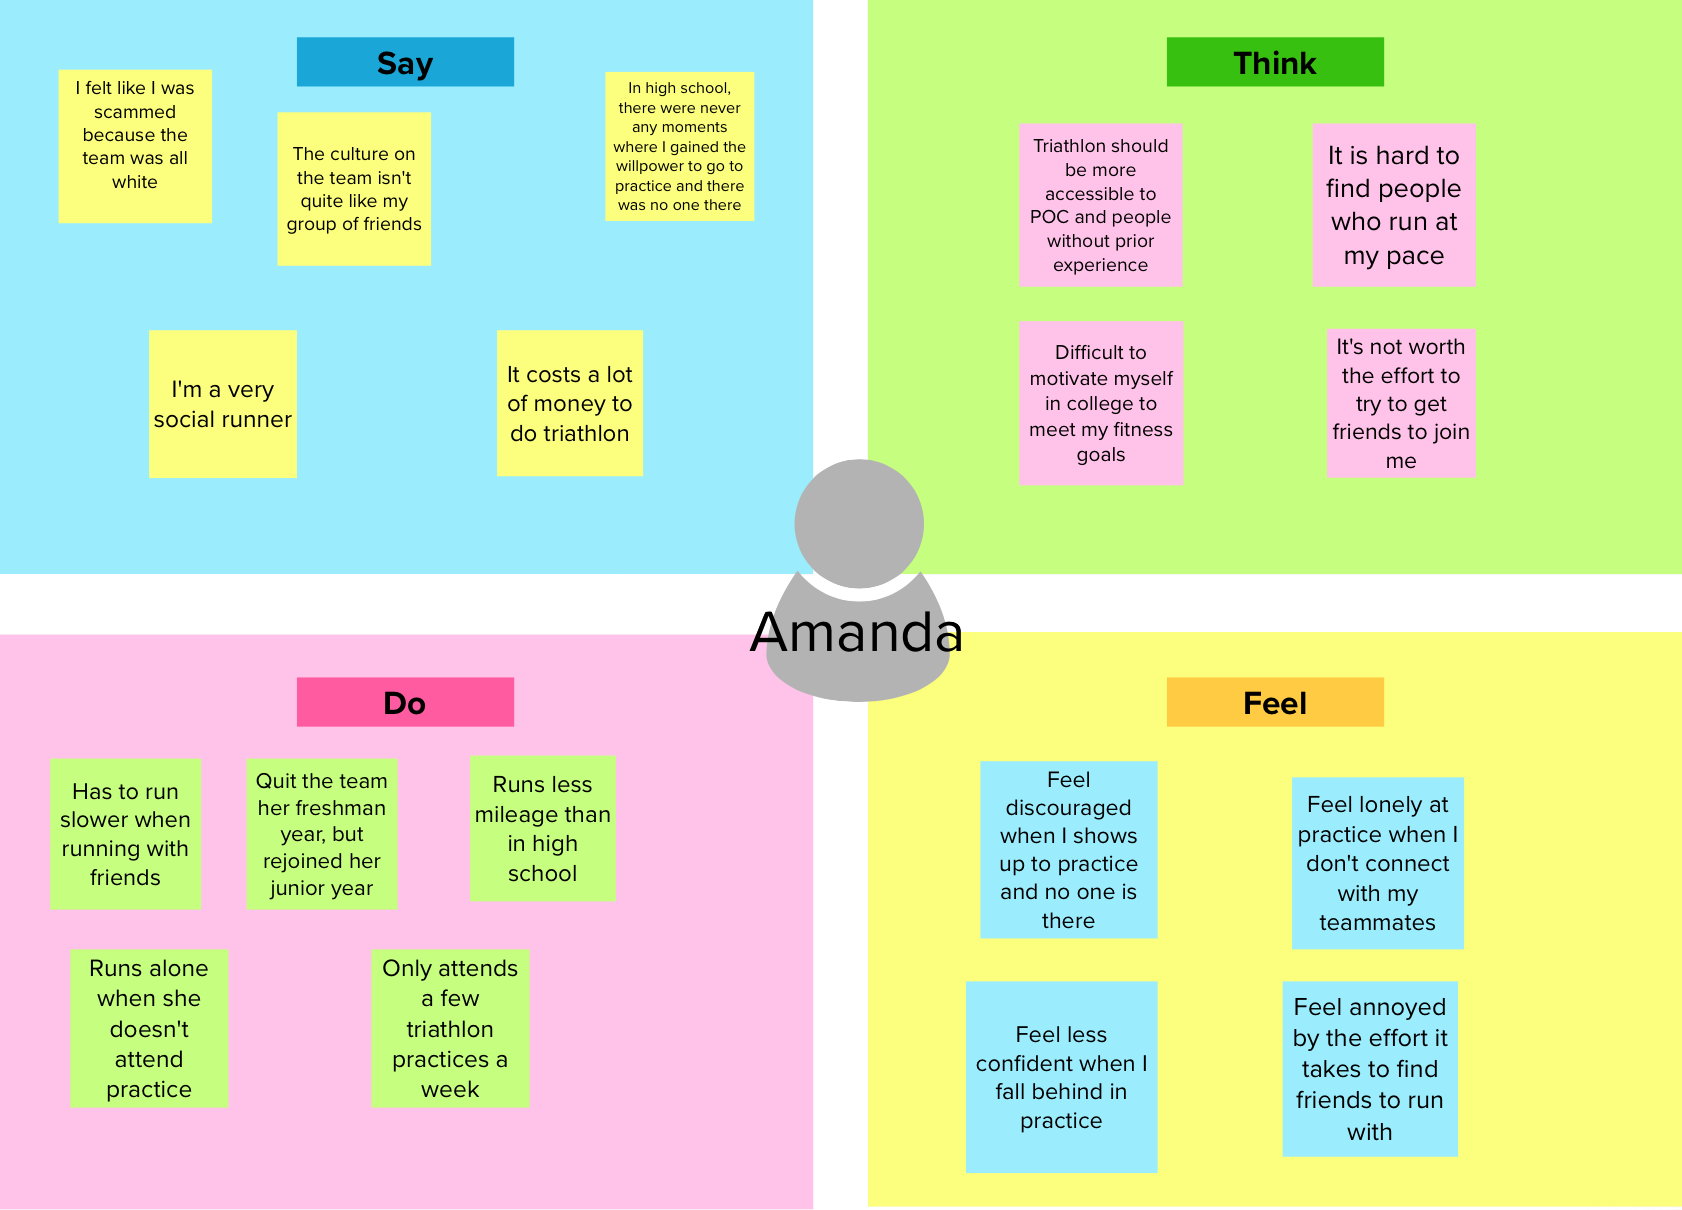 Say
I felt like I was
scammed
because the
team was all
white
The culture on
the team isn't
quite like my
group of friends
In high school,
there were never
any moments
where I gained the
willpower to go to
practice and there
was no one there
I'm a very
social runner
It costs a lot
of money to
do triathlon
Think
Triathlon should
be more
accessible to
POC and people
without prior
experience
It is hard to
find people
who run at
my pace
Difficult to
motivate myself
in college to
meet my fitness
goals
It's not worth
the effort to
try to get
friends to join
me
Amanda
Do
Has to run
slower when
running with
friends
Quit the team
her freshman
year, but
rejoined her
junior year
Runs less
mileage than
in high
school
Runs alone
when she
doesn't
attend
practice
Only attends
a few
triathlon
practices a
week
Feel
Feel
discouraged
when I shows
up to practice
and no one is
there
Feel lonely at
practice when I
don't connect
with my
teammates
Feel less
confident when I
fall behind in
practice
Feel annoyed
by the effort it
takes to find
friends to run
with